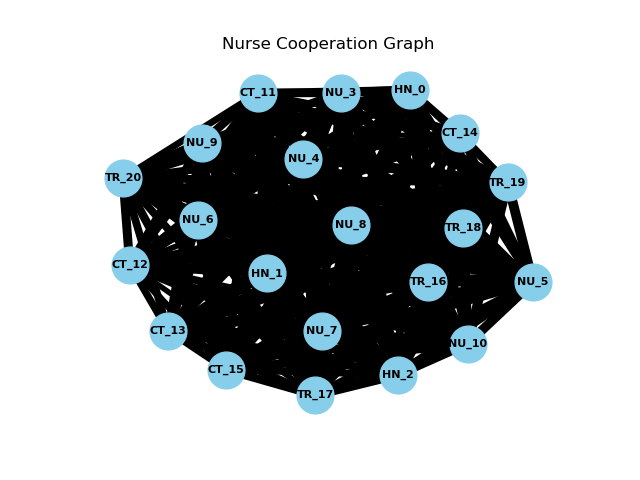 Nurse Cooperation Graph
CT_11
NU_3
HN_0
CT_14
NU_9
NU_4
TR_20
TR_19
NU_6
NU_8
TR_18
CT_12
HN_1
TR_16
NU_5
CT_13
NU_7
NU_10
CT_15
HN_2
TR_17